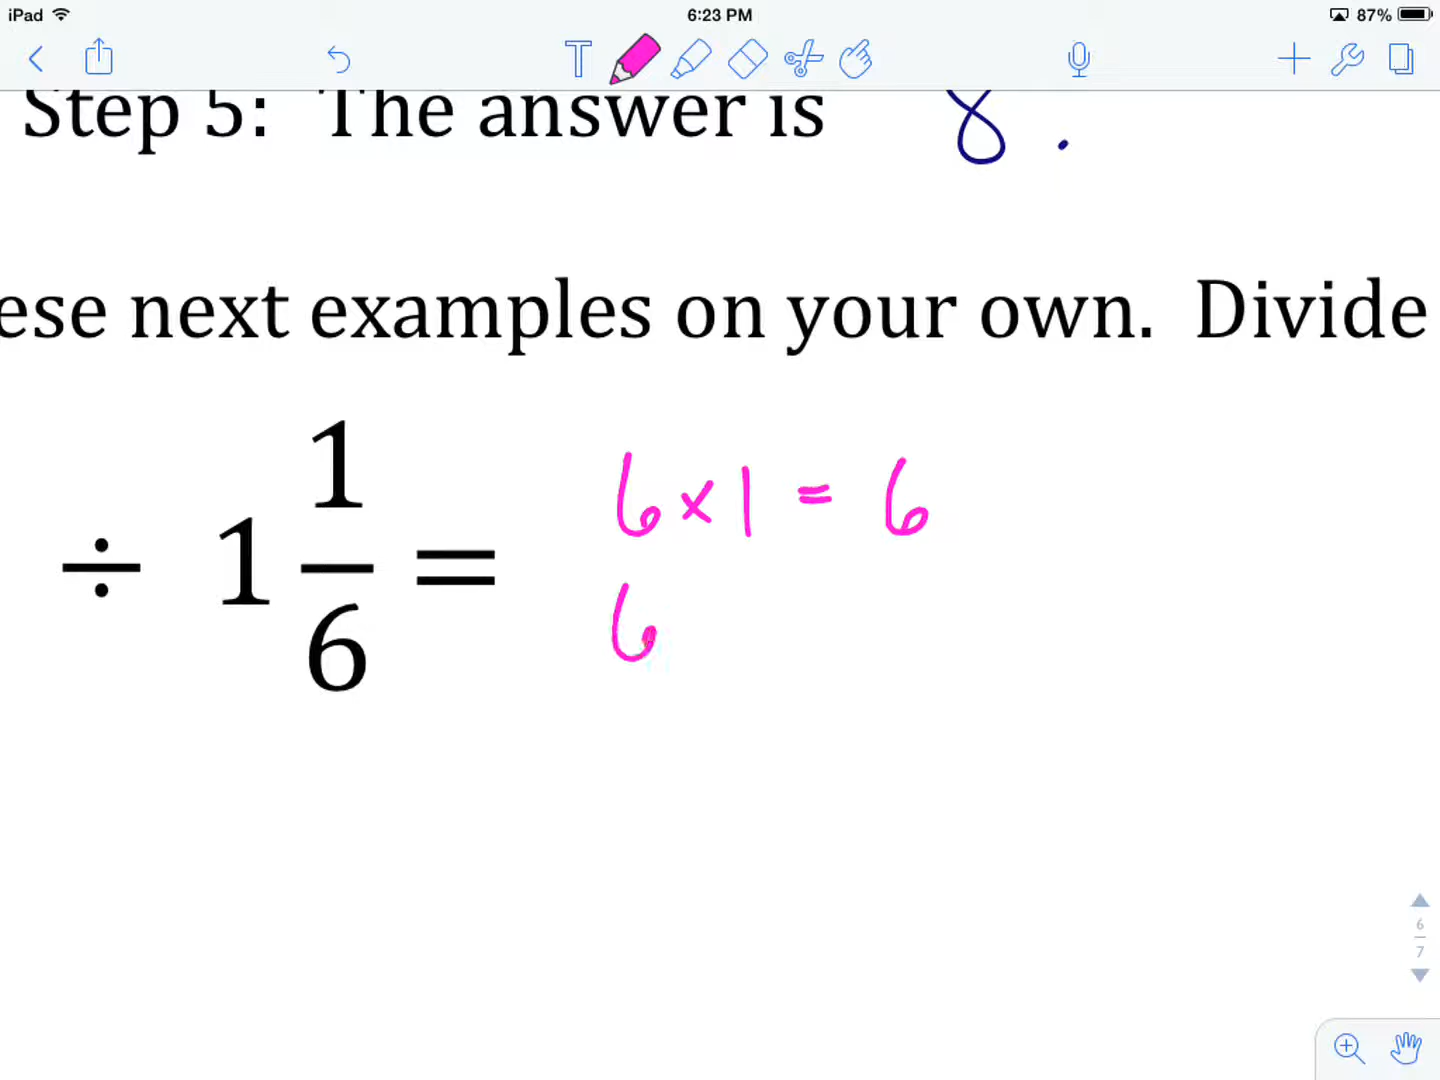 iPad 6:23 PM 87%
T
Step 5: The answer is 8.
ese next examples on your own. Divide
÷ 1 1/6 = 6 x 1 = 6
6
6
7